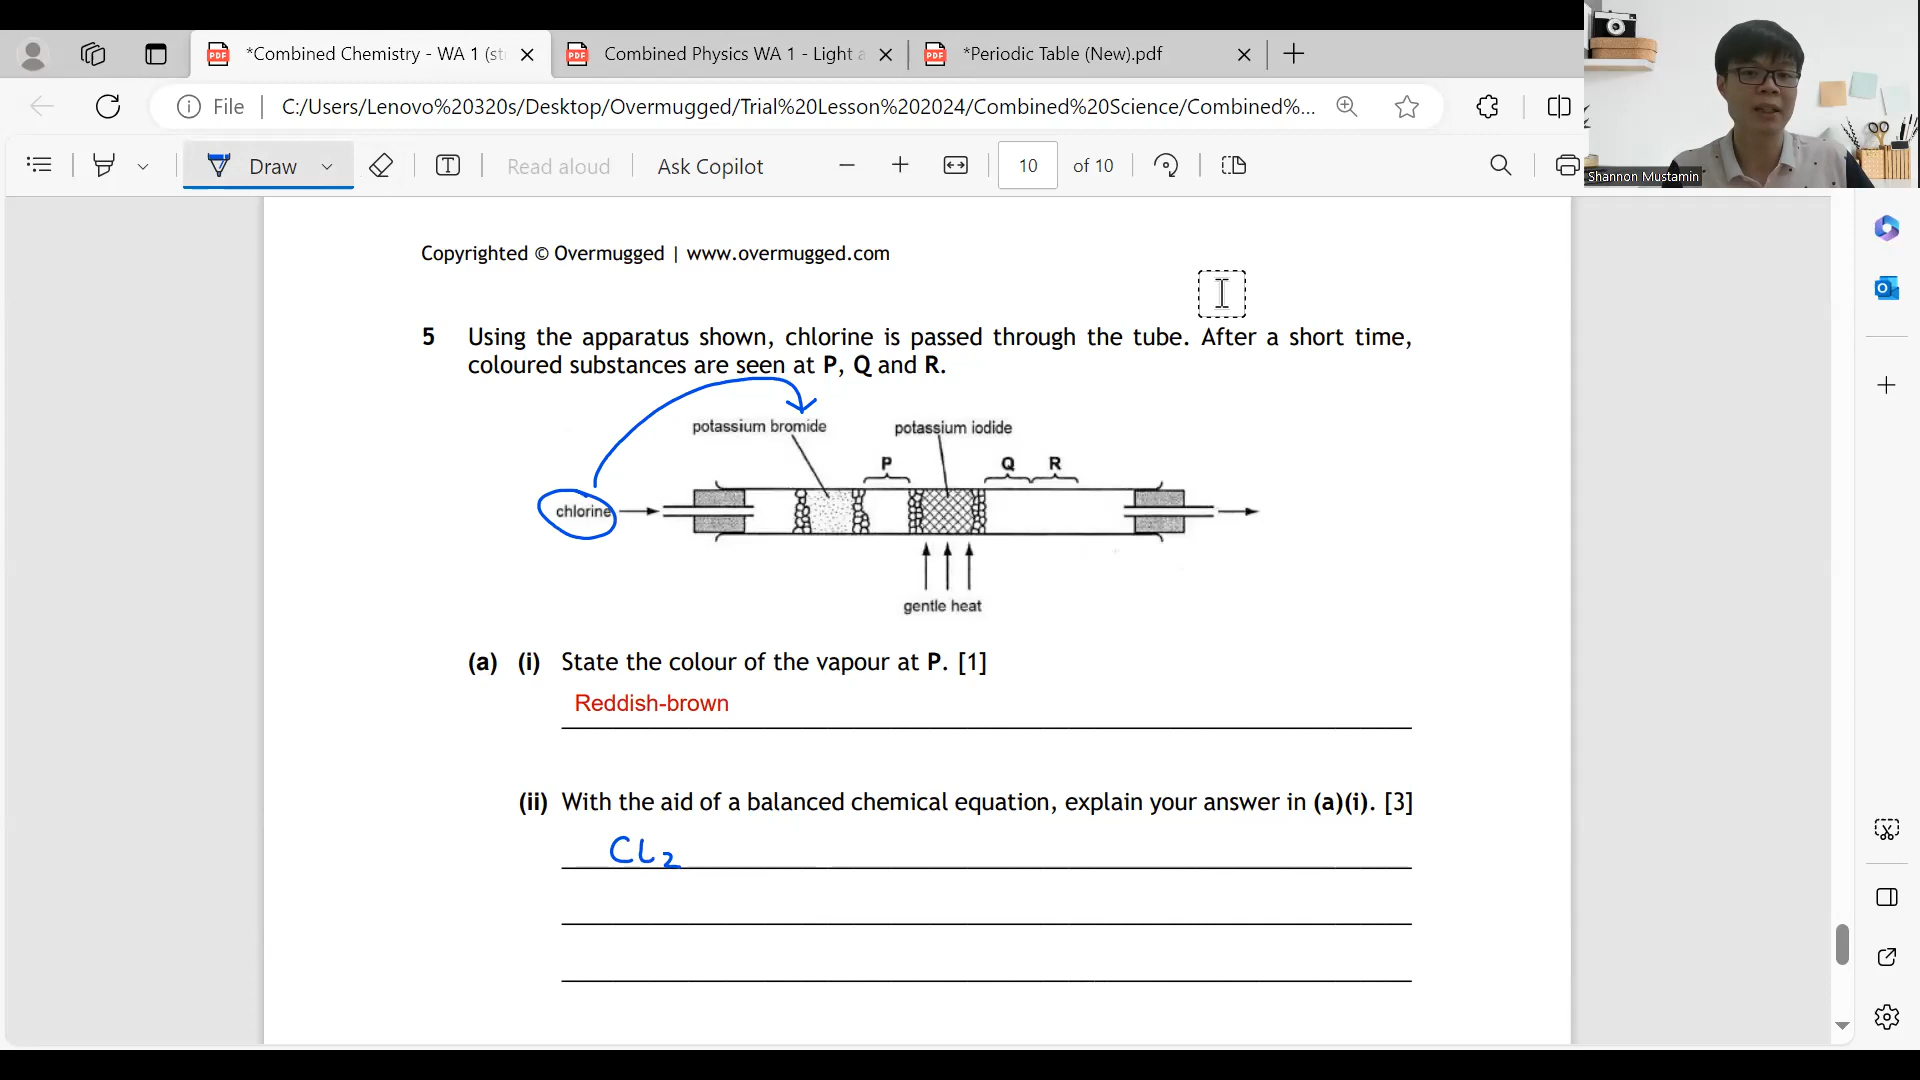 *Combined Chemistry - WA 1 (st
Combined Physics WA 1 - Light a
*Periodic Table (New).pdf
File
C:/Users/Lenovo%20320s/Desktop/Overmugged/Trial%20Lesson%202024/Combined%20Science/Combined%...
Draw
Read aloud
Ask Copilot
10
of 10
Shannon Mustamin
Copyrighted © Overmugged | www.overmugged.com
5 Using the apparatus shown, chlorine is passed through the tube. After a short time,
coloured substances are seen at P, Q and R.
potassium bromide
potassium iodide
P
Q
R
chlorine
gentle heat
(a) (i) State the colour of the vapour at P. [1]
Reddish-brown
(ii) With the aid of a balanced chemical equation, explain your answer in (a)(i). [3]
Cl₂